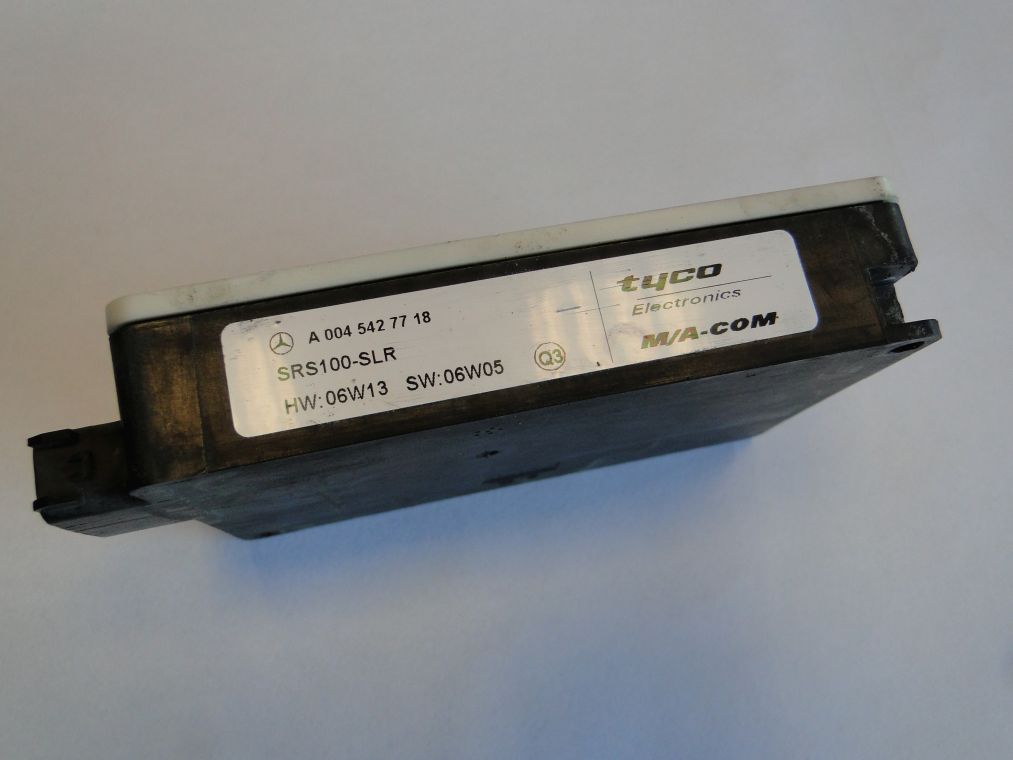 A 004 542 77 18
SRS100-SLR
HW:06W13 SW:06W05
Q3
tyco
Electronics
M/A-COM